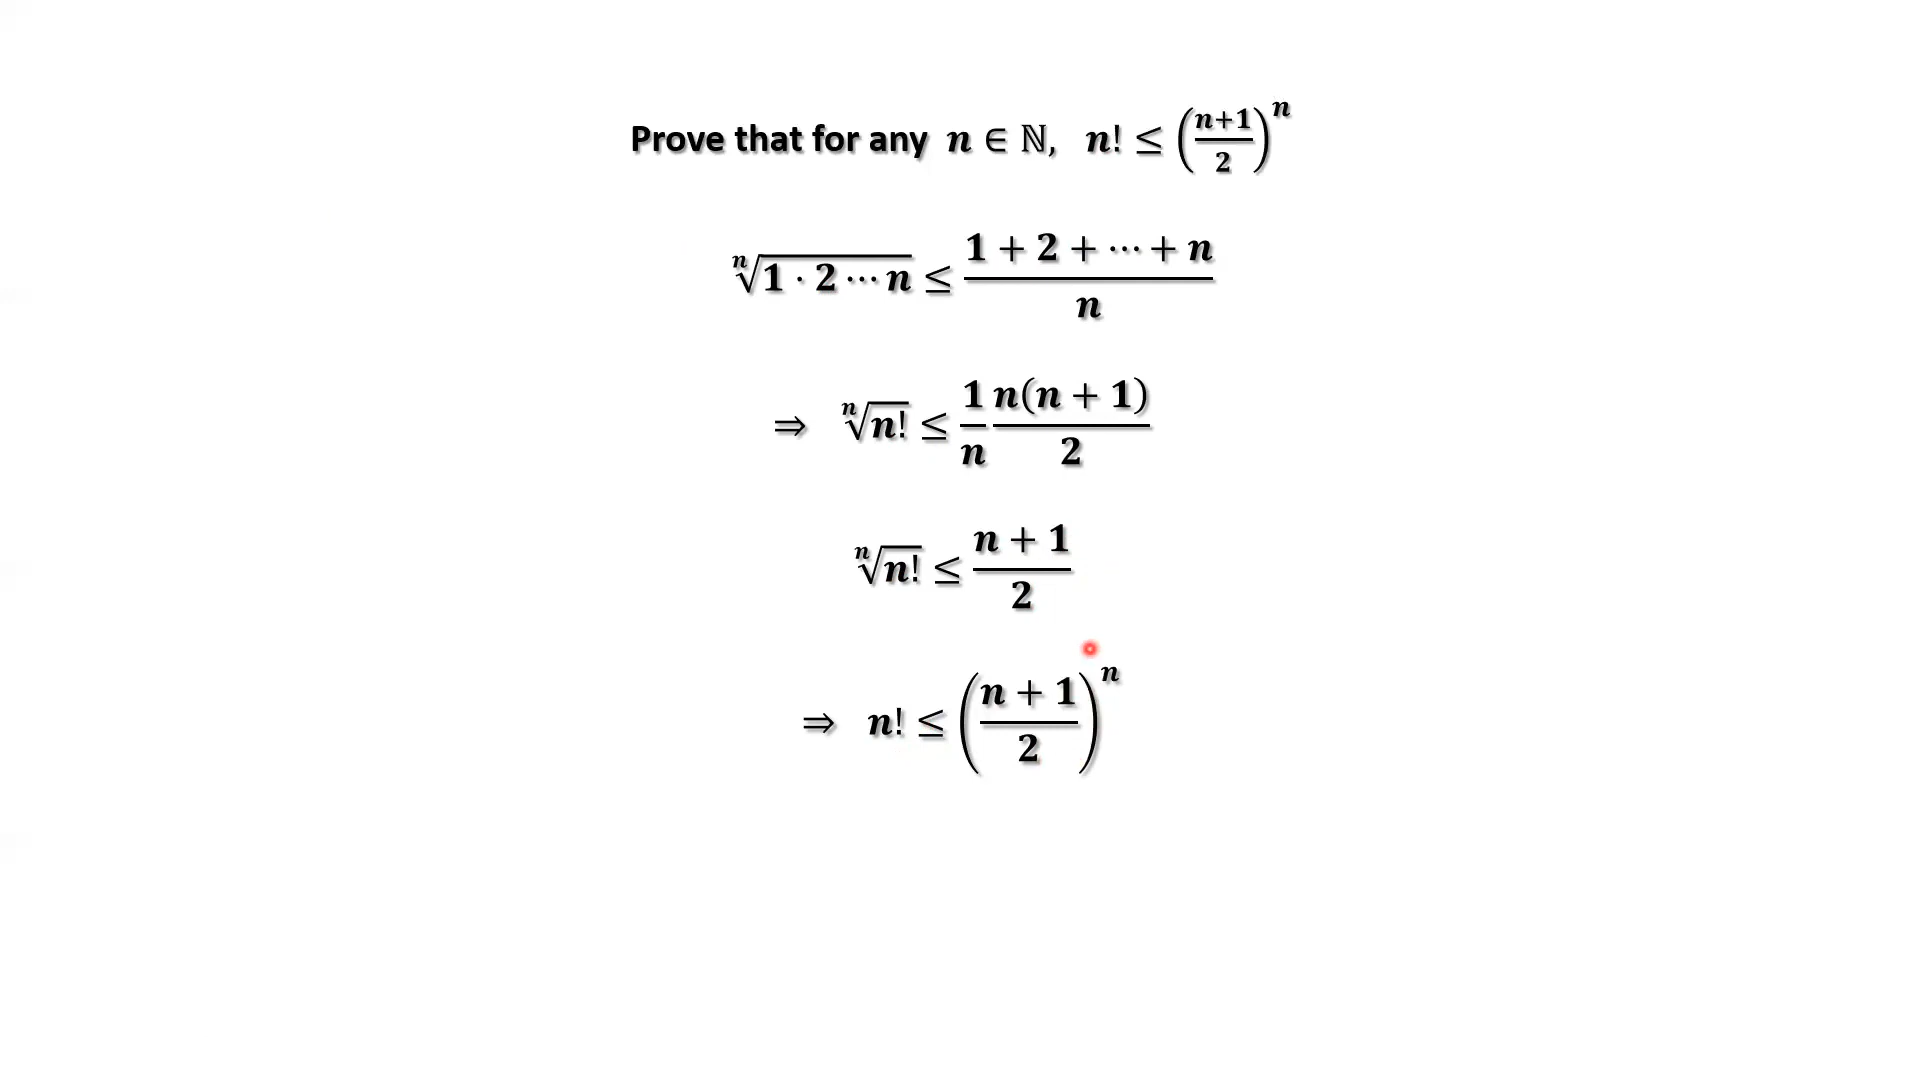 Prove that for any n ∈ ℕ, n! ≤ ((n+1)/2)^n
ⁿ√(1 · 2 ⋯ n) ≤ (1 + 2 + ⋯ + n)/n
⇒ ⁿ√(n!) ≤ (1/n) (n(n + 1)/2)
ⁿ√(n!) ≤ (n + 1)/2
⇒ n! ≤ ((n + 1)/2)^n